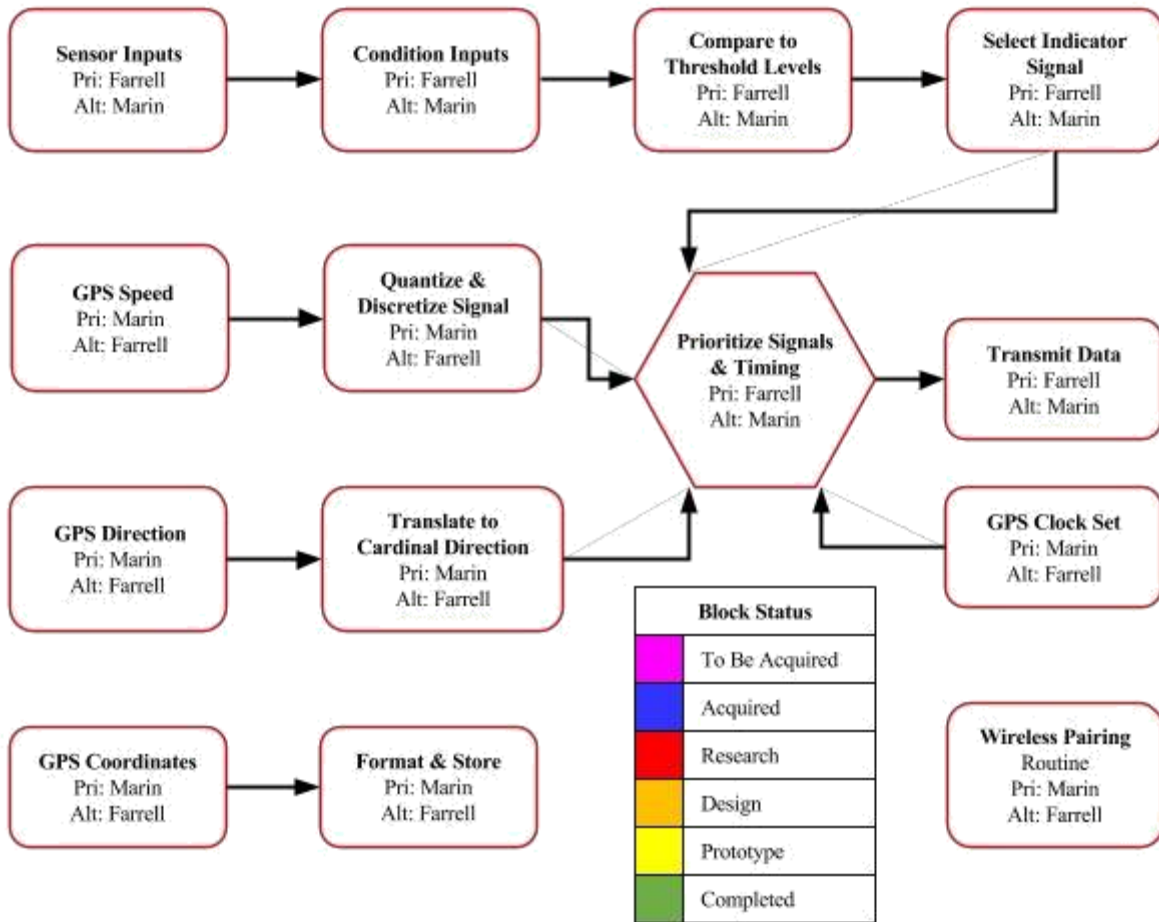 Sensor Inputs
Pri: Farrell
Alt: Marin
Condition Inputs
Pri: Farrell
Alt: Marin
Compare to
Threshold Levels
Pri: Farrell
Alt: Marin
Select Indicator
Signal
Pri: Farrell
Alt: Marin
GPS Speed
Pri: Marin
Alt: Farrell
Quantize &
Discretize Signal
Pri: Marin
Alt: Farrell
Prioritize Signals
& Timing
Pri: Farrell
Alt: Marin
Transmit Data
Pri: Farrell
Alt: Marin
GPS Direction
Pri: Marin
Alt: Farrell
Translate to
Cardinal Direction
Pri: Marin
Alt: Farrell
GPS Clock Set
Pri: Marin
Alt: Farrell
GPS Coordinates
Pri: Marin
Alt: Farrell
Format & Store
Pri: Marin
Alt: Farrell
Block Status
To Be Acquired
Acquired
Research
Design
Prototype
Completed
Wireless Pairing
Routine
Pri: Marin
Alt: Farrell